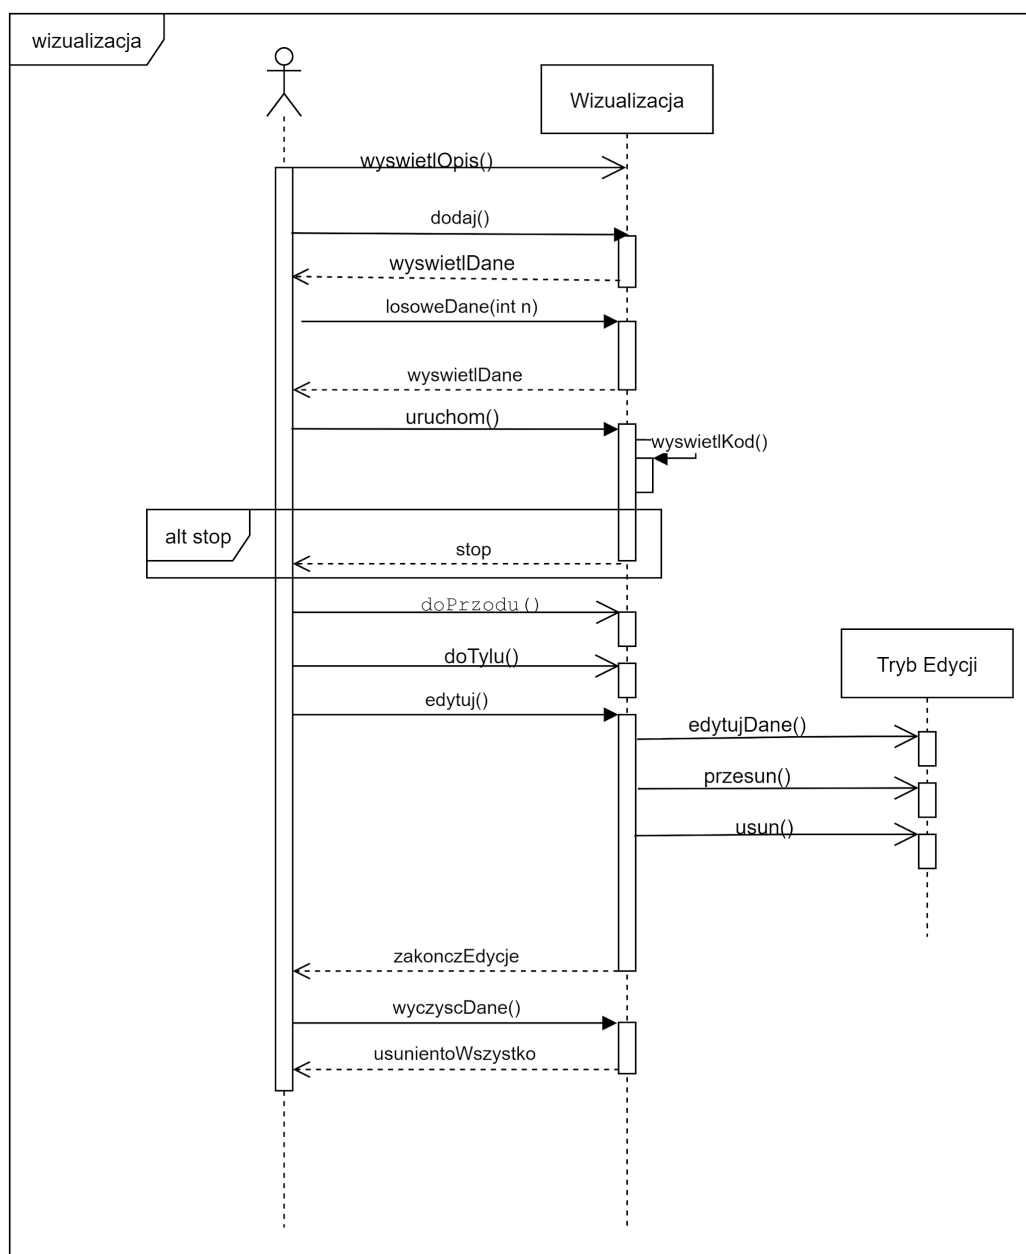 wizualizacja
Wizualizacja
wyswietlOpis()
dodaj()
wyswietlDane
losoweDane(int n)
wyswietlDane
uruchom()
wyswietlKod()
alt stop
stop
doPrzodu()
doTylu()
Tryb Edycji
edytuj()
edytujDane()
przesun()
usun()
zakonczEdycje
wyczyscDane()
usunientoWszystko